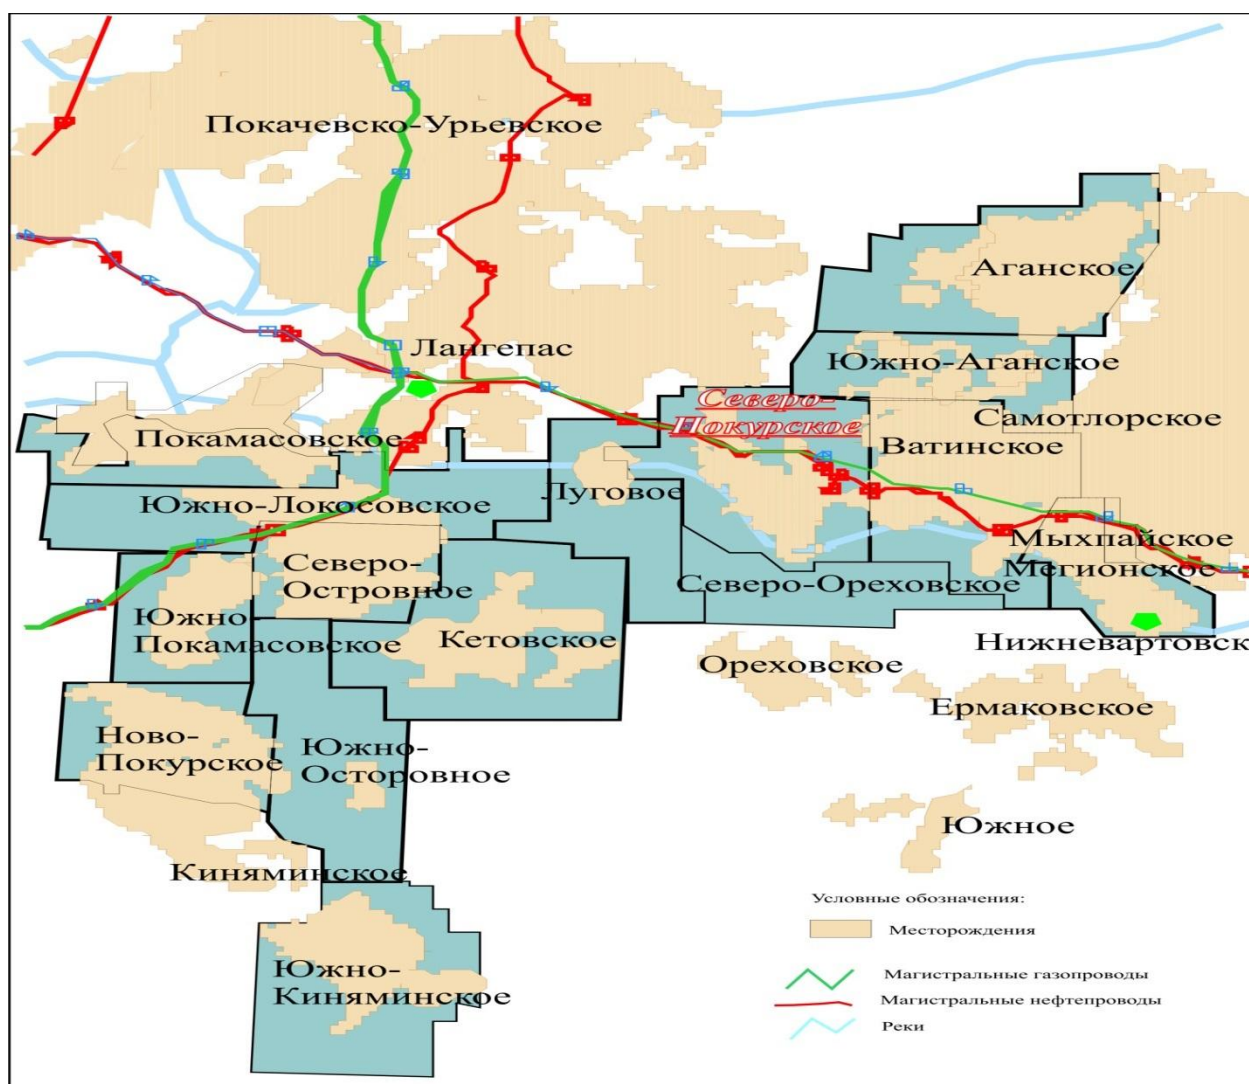 Покачевско-Урьевское
Аганское
Лангепас
Южно-Аганское
Северо-
Покурское
Самотлорское
Покамасовское
Ватинское
Луговое
Южно-Локосовское
Мыхпайское
Северо-
Островное
Мегионское
Северо-Ореховское
Южно-
Покамасовское
Кетовское
Нижневартовск
Ореховское
Ермаковское
Ново-
Покурское
Южно-
Осторовное
Южное
Киняминское
Условные обозначения:
Месторождения
Южно-
Киняминское
Магистральные газопроводы
Магистральные нефтепроводы
Реки